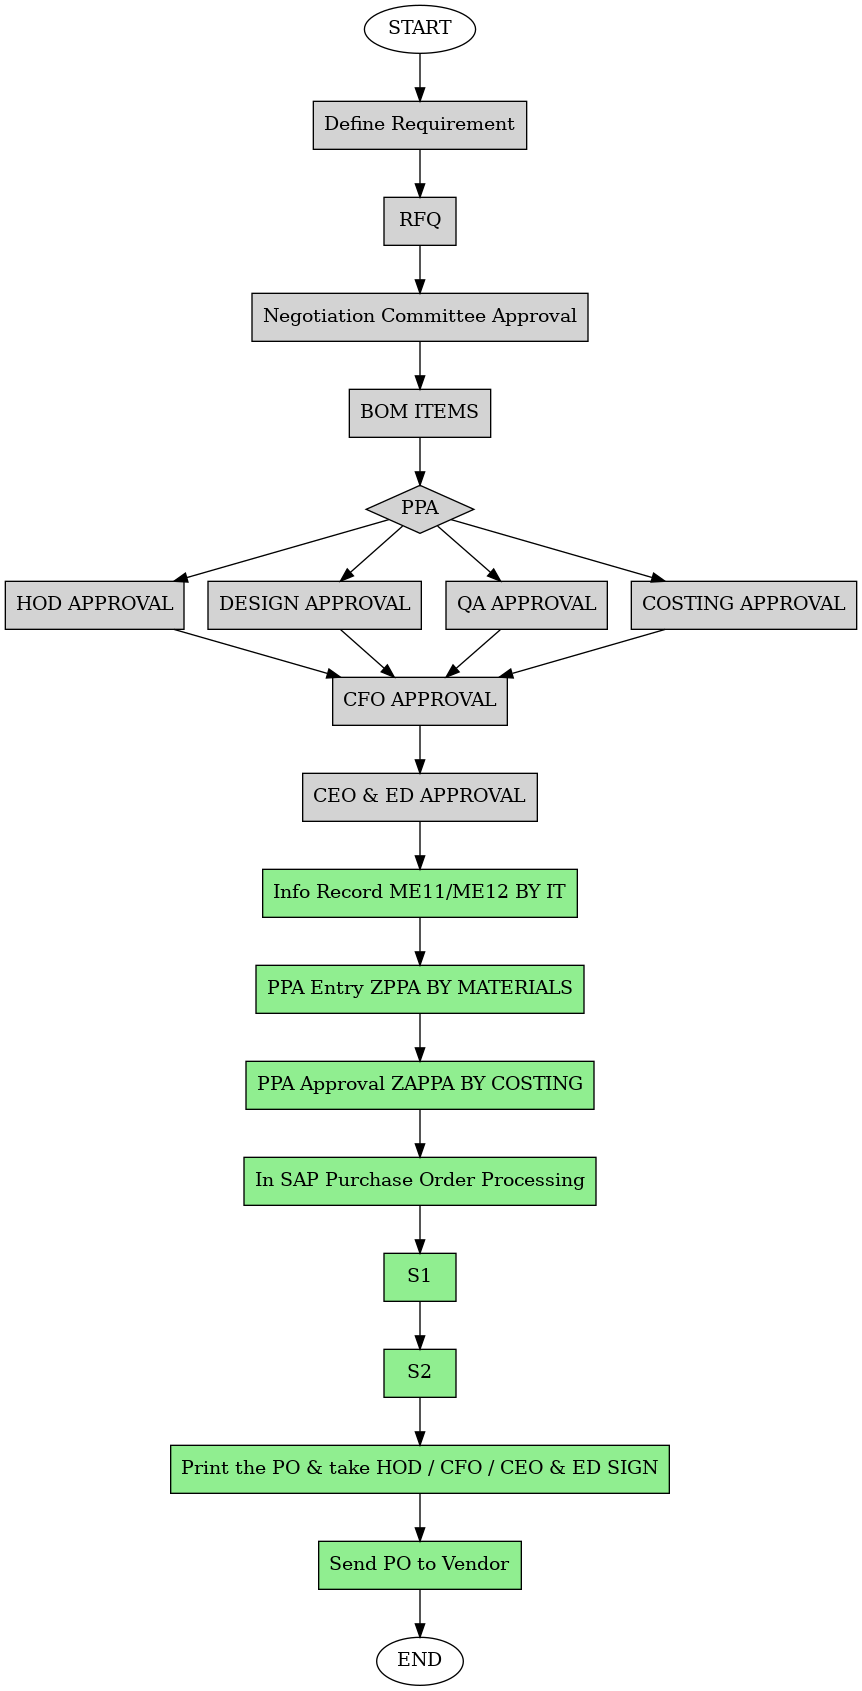 START
Define Requirement
RFQ
Negotiation Committee Approval
BOM ITEMS
PPA
HOD APPROVAL
DESIGN APPROVAL
QA APPROVAL
COSTING APPROVAL
CFO APPROVAL
CEO & ED APPROVAL
Info Record ME11/ME12 BY IT
PPA Entry ZPPA BY MATERIALS
PPA Approval ZAPPA BY COSTING
In SAP Purchase Order Processing
S1
S2
Print the PO & take HOD / CFO / CEO & ED SIGN
Send PO to Vendor
END